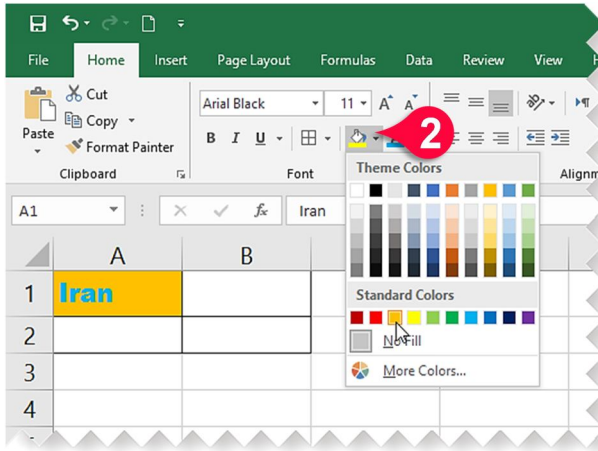 File Home Insert Page Layout Formulas Data Review View
Cut
Arial Black 11 A A
Copy
Paste
B I U 2
Format Painter
Clipboard Font Alignm
Theme Colors
A1 fx Iran
A B
1 Iran
Standard Colors
2
No Fill
3
More Colors...
4